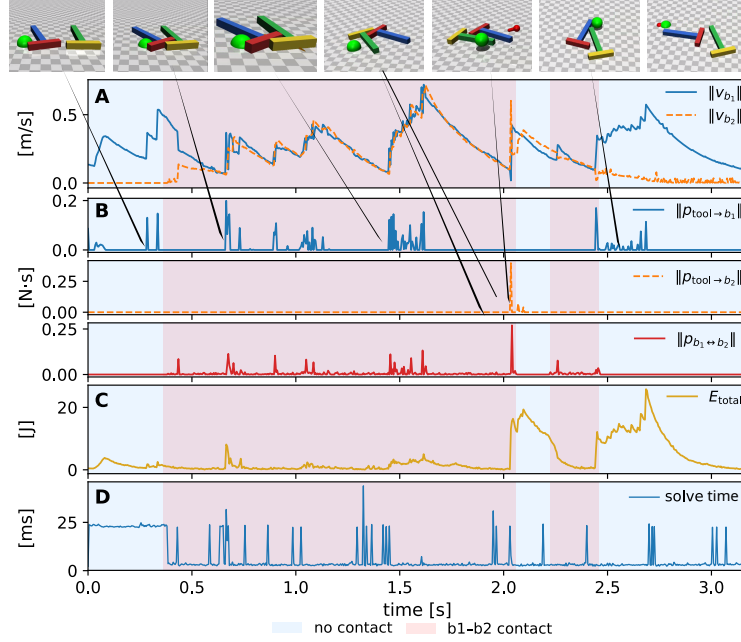 A
[m/s]
0.5
0.0
‖v_b₁‖
‖v_b₂‖
B
0.2
0.0
‖p_tool→b₁‖
[N·s]
0.25
0.00
‖p_tool→b₂‖
0.25
0.00
‖p_b₁↔b₂‖
C
[J]
20
0
E_total
D
[ms]
25
0
solve time
0.0 0.5 1.0 1.5 2.0 2.5 3.0
time [s]
no contact b1–b2 contact